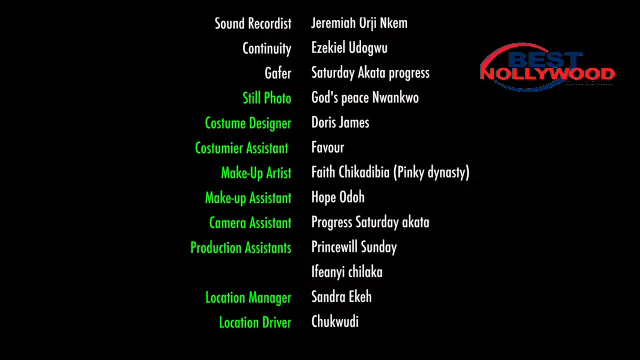 Sound Recordist Jeremiah Orji Nkem
Continuity Ezekiel Udogwu
Gafer Saturday Akata progress
Still Photo God's peace Nwankwo
Costume Designer Doris James
Costumier Assistant Favour
Make-Up Artist Faith Chikadibia (Pinky dynasty)
Make-up Assistant Hope Odoh
Camera Assistant Progress Saturday akata
Production Assistants Princewill Sunday
Ifeanyi chilaka
Location Manager Sandra Ekeh
Location Driver Chukwudi
BEST
NOLLYWOOD